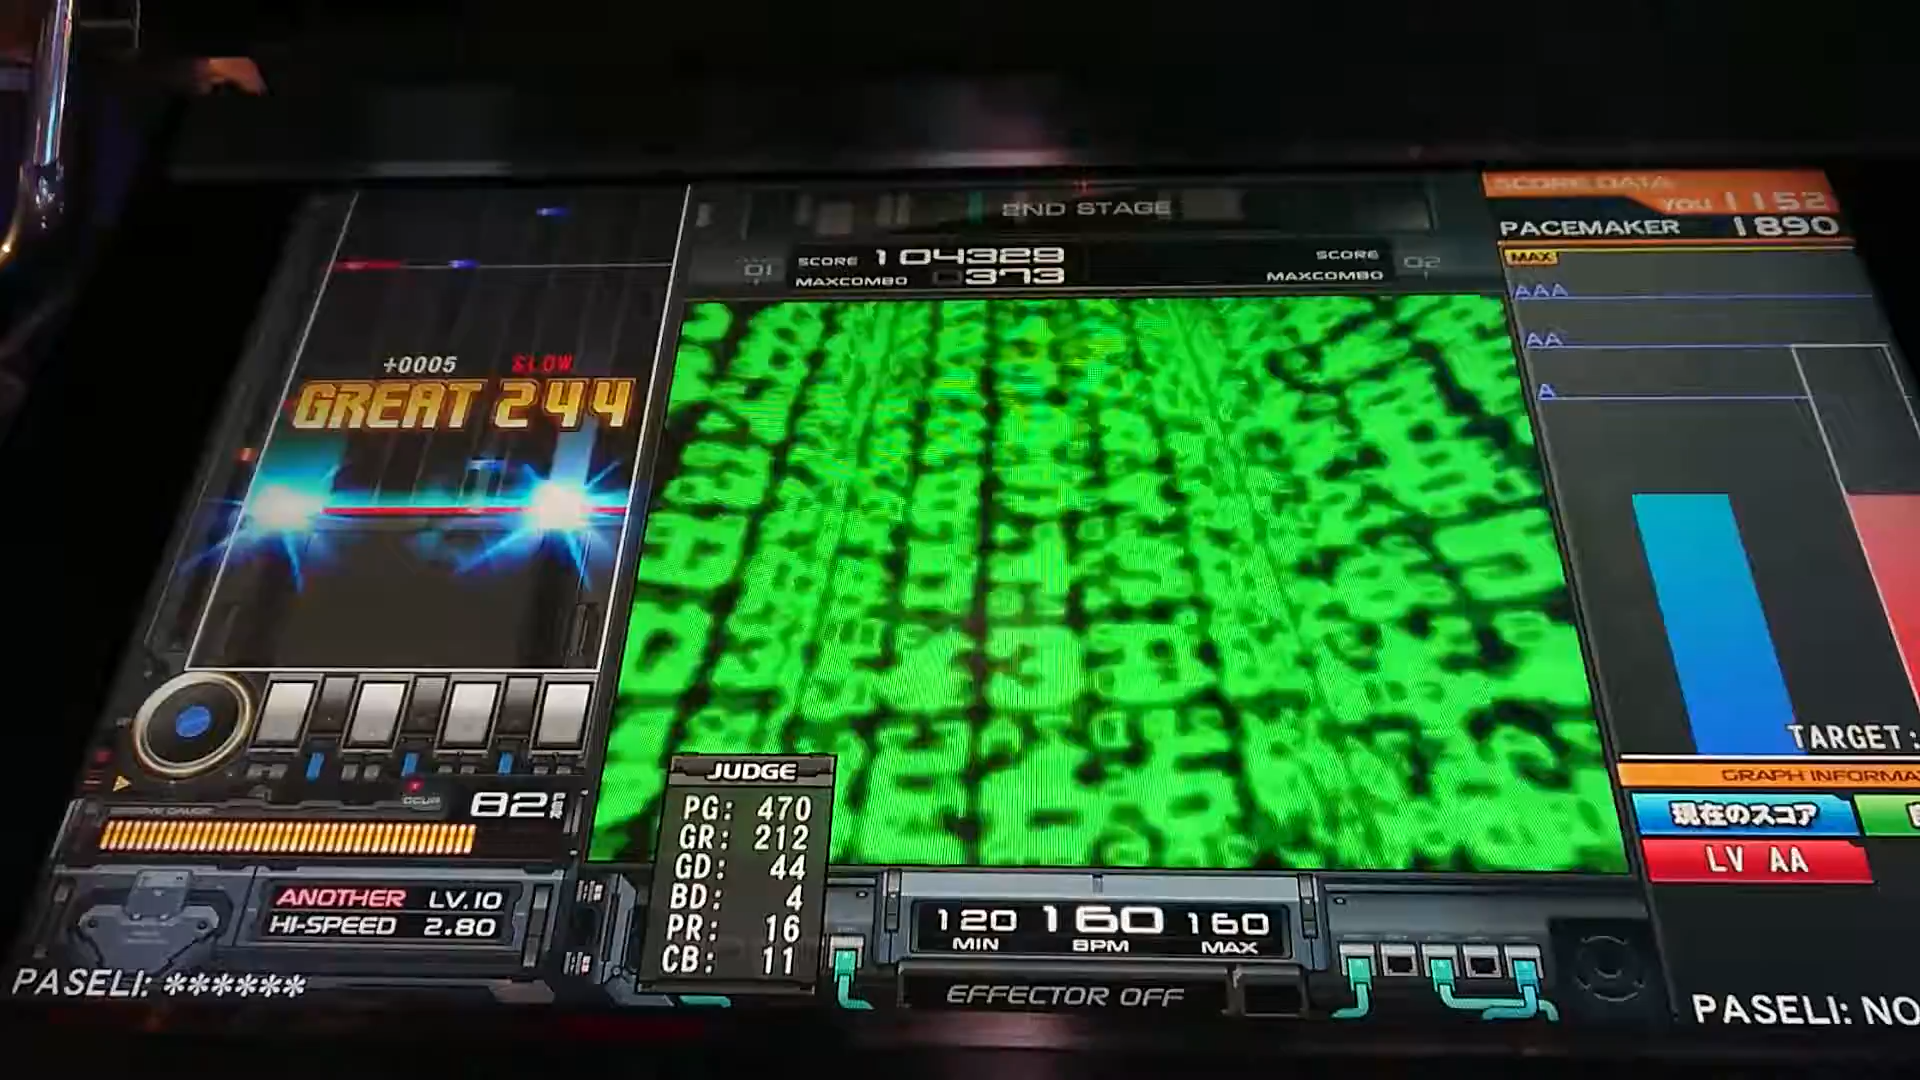 2ND STAGE
SCORE DATA
YOU 1152
PACEMAKER 1890
01 SCORE 104329
MAXCOMBO 0373
SCORE 02
MAXCOMBO
MAX
AAA
AA
A
+0005 SLOW
GREAT 244
TARGET:
GRAPH INFORMA
現在のスコア
LV AA
JUDGE
PG: 470
GR: 212
GD: 44
BD: 4
PR: 16
CB: 11
82
ANOTHER LV.10
HI-SPEED 2.80
120 160 160
MIN BPM MAX
EFFECTOR OFF
PASELI: ******
PASELI: NO